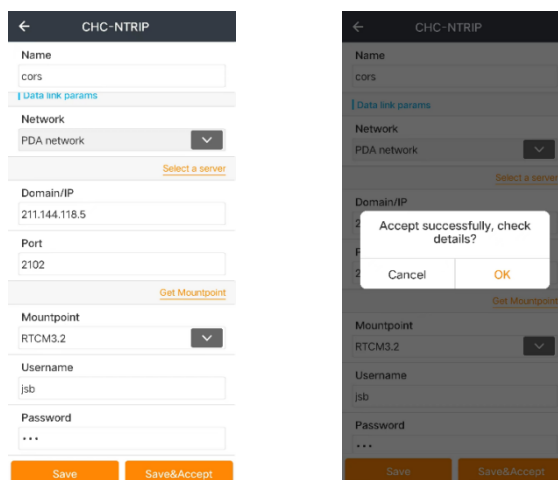 CHC-NTRIP
Name
cors
Data link params
Network
PDA network
Select a server
Domain/IP
211.144.118.5
Port
2102
Get Mountpoint
Mountpoint
RTCM3.2
Username
jsb
Password
Save Save&Accept
CHC-NTRIP
Name
cors
Data link params
Network
PDA network
Select a server
Domain/IP
2
Accept successfully, check
details?
P
2
Cancel OK
Get Mountpoint
Mountpoint
RTCM3.2
Username
jsb
Password
Save Save&Accept